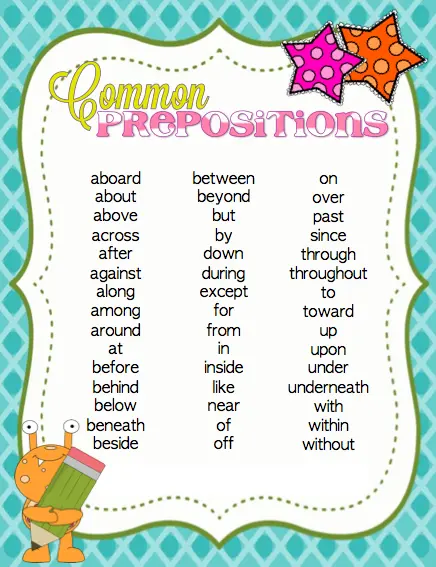 Common
PREPOSITIONS
aboard
about
above
across
after
against
along
among
around
at
before
behind
below
beneath
beside
between
beyond
but
by
down
during
except
for
from
in
inside
like
near
of
off
on
over
past
since
through
throughout
to
toward
up
upon
under
underneath
with
within
without